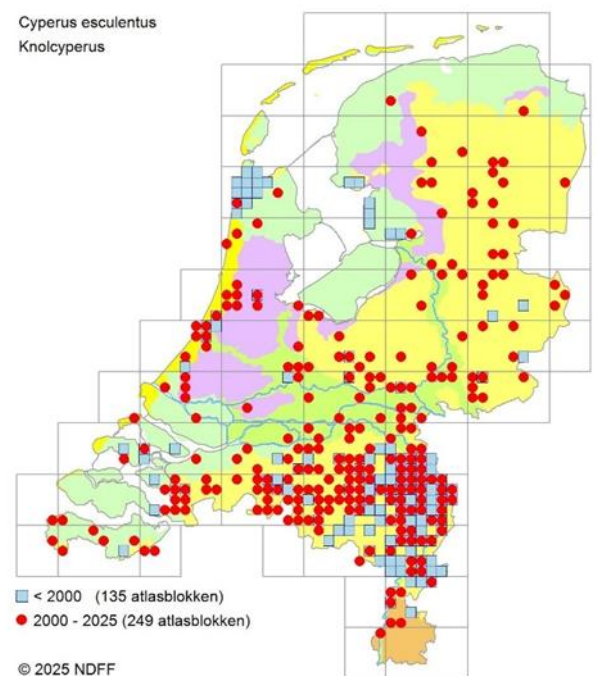 Cyperus esculentus
Knolcyperus
< 2000 (135 atlasblokken)
2000 - 2025 (249 atlasblokken)
© 2025 NDFF